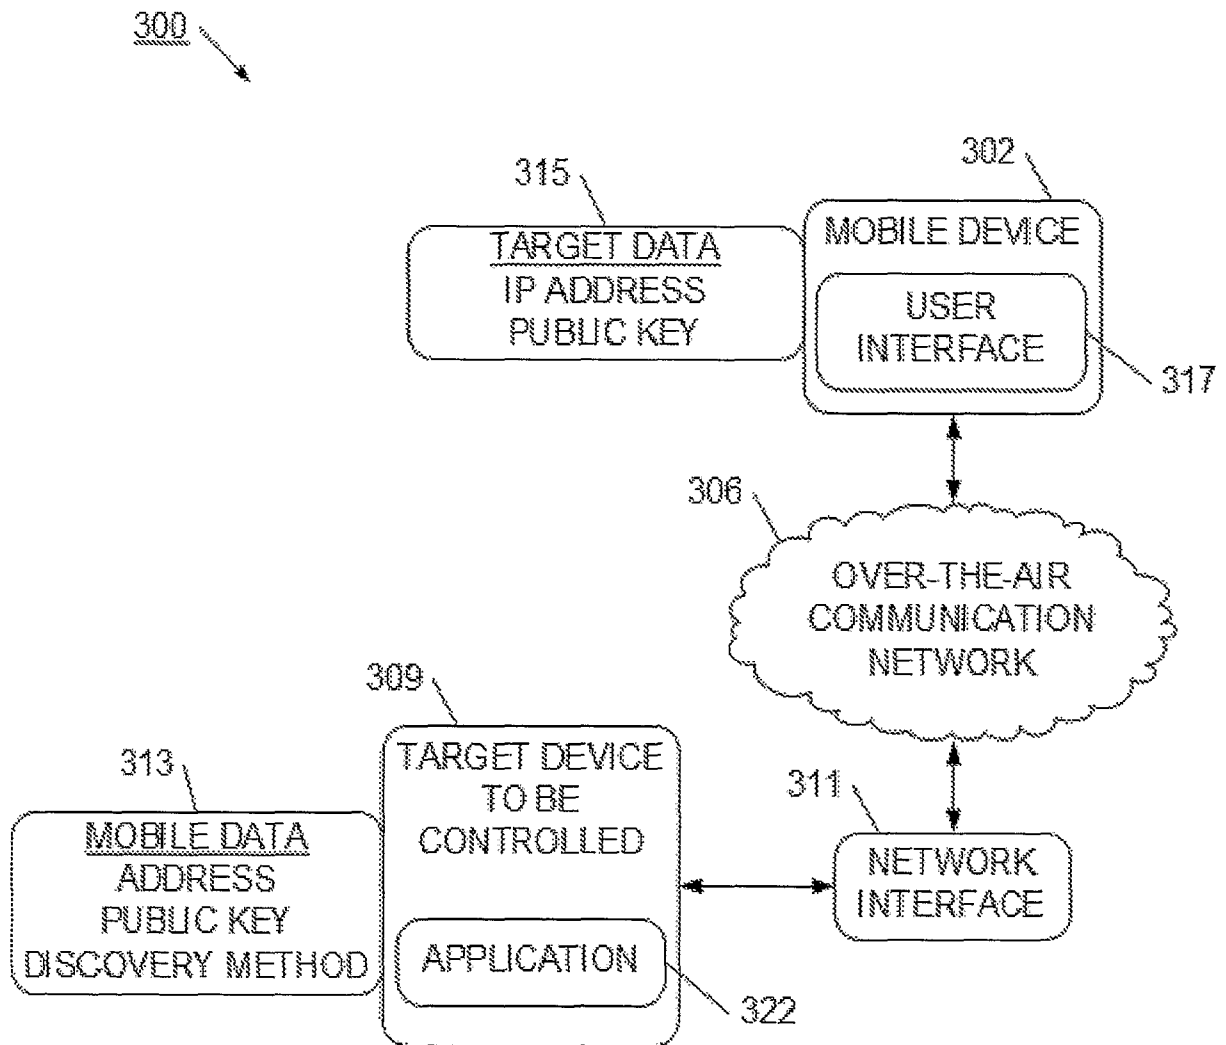 300
302
315
MOBILE DEVICE
TARGET DATA
IP ADDRESS
PUBLIC KEY
USER
INTERFACE
317
306
OVER-THE-AIR
COMMUNICATION
NETWORK
309
TARGET DEVICE
TO BE
CONTROLLED
313
311
MOBILE DATA
ADDRESS
PUBLIC KEY
DISCOVERY METHOD
NETWORK
INTERFACE
APPLICATION
322